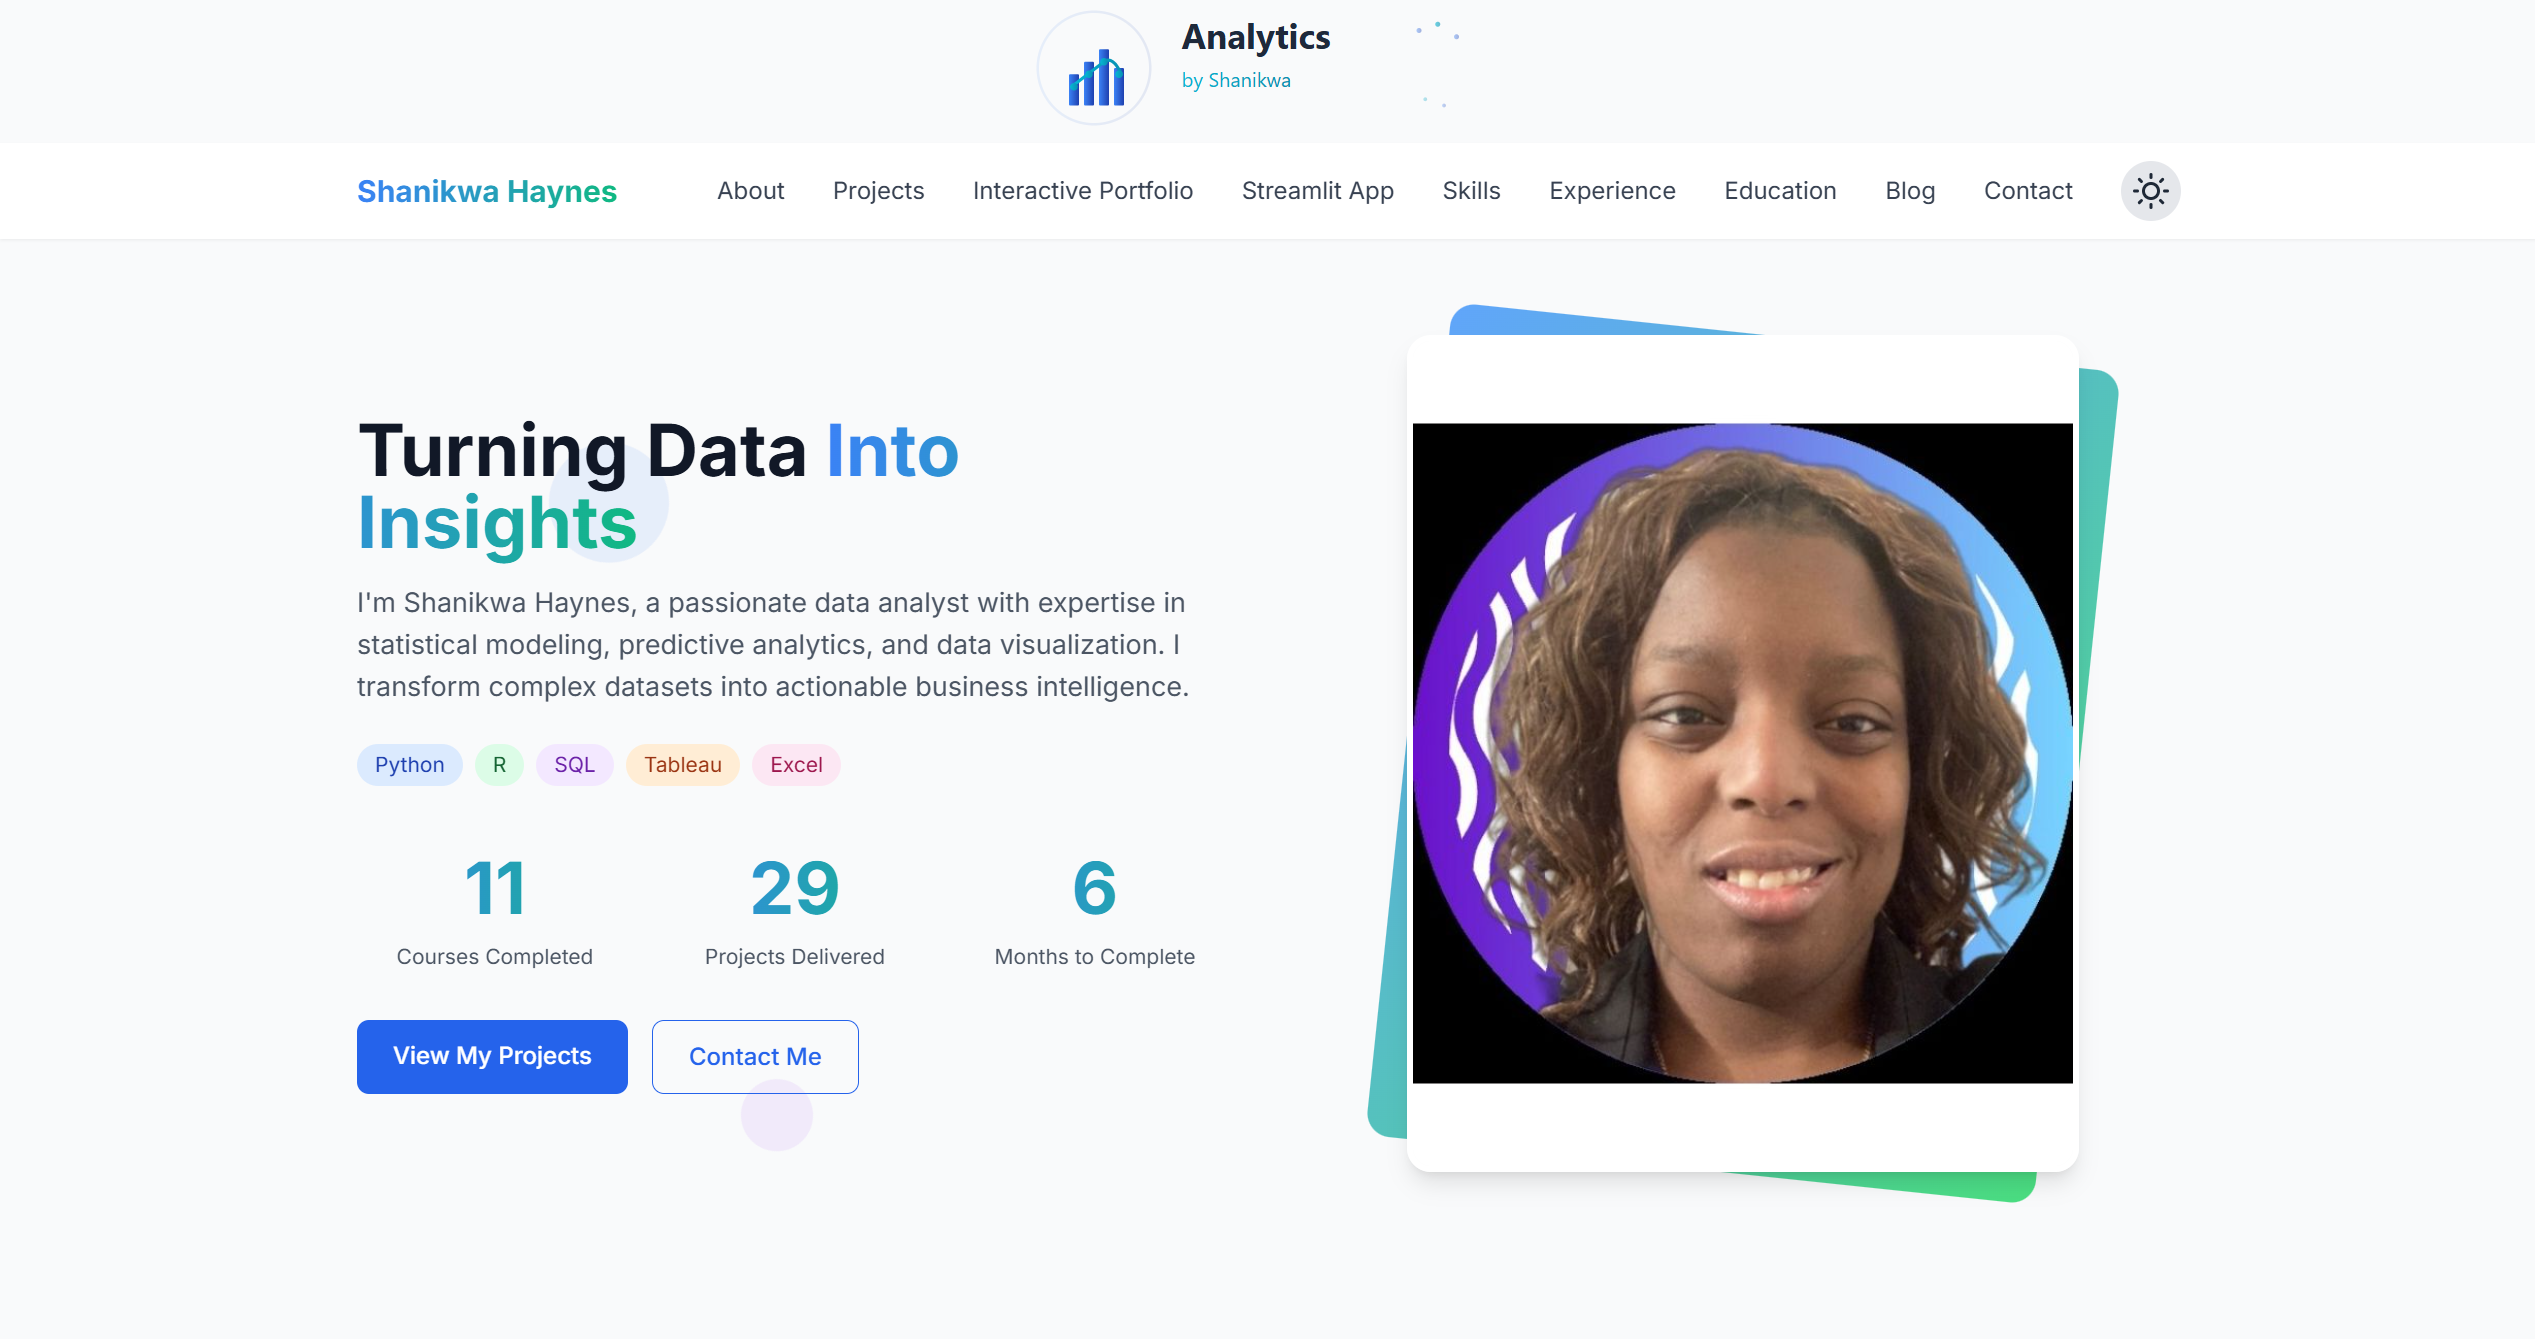 Analytics
by Shanikwa
Shanikwa Haynes
About
Projects
Interactive Portfolio
Streamlit App
Skills
Experience
Education
Blog
Contact
Turning Data Into
Insights
I'm Shanikwa Haynes, a passionate data analyst with expertise in
statistical modeling, predictive analytics, and data visualization. I
transform complex datasets into actionable business intelligence.
Python
R
SQL
Tableau
Excel
11
Courses Completed
29
Projects Delivered
6
Months to Complete
View My Projects
Contact Me